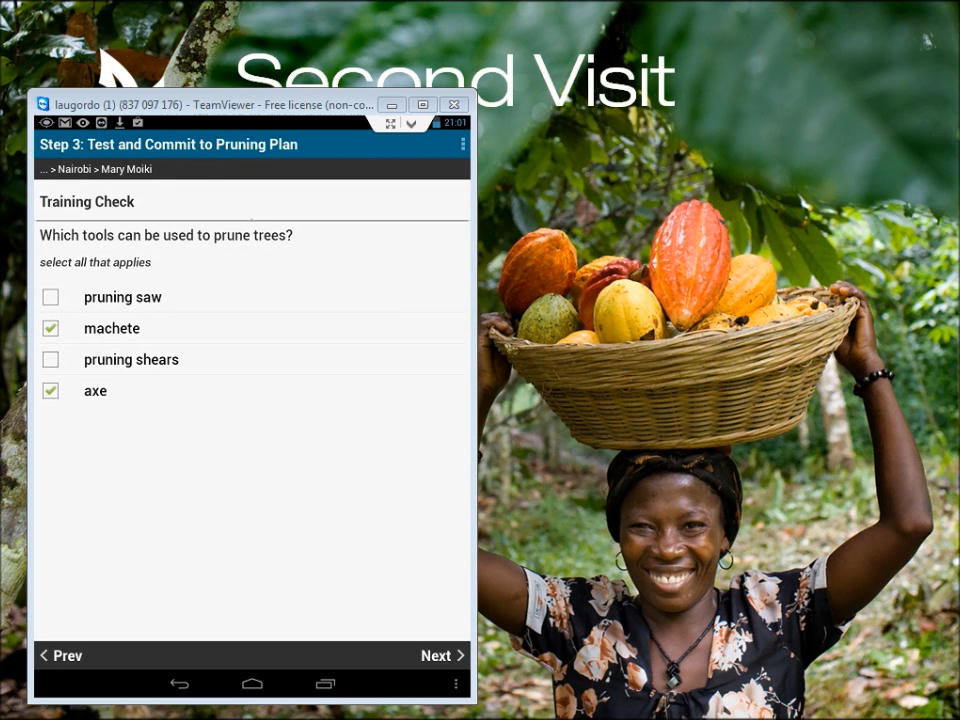 Second Visit
laugordo (1) (837 097 176) - TeamViewer - Free license (non-co...
21:01
Step 3: Test and Commit to Pruning Plan
... > Nairobi > Mary Moiki
Training Check
Which tools can be used to prune trees?
select all that applies
pruning saw
machete
pruning shears
axe
< Prev
Next >